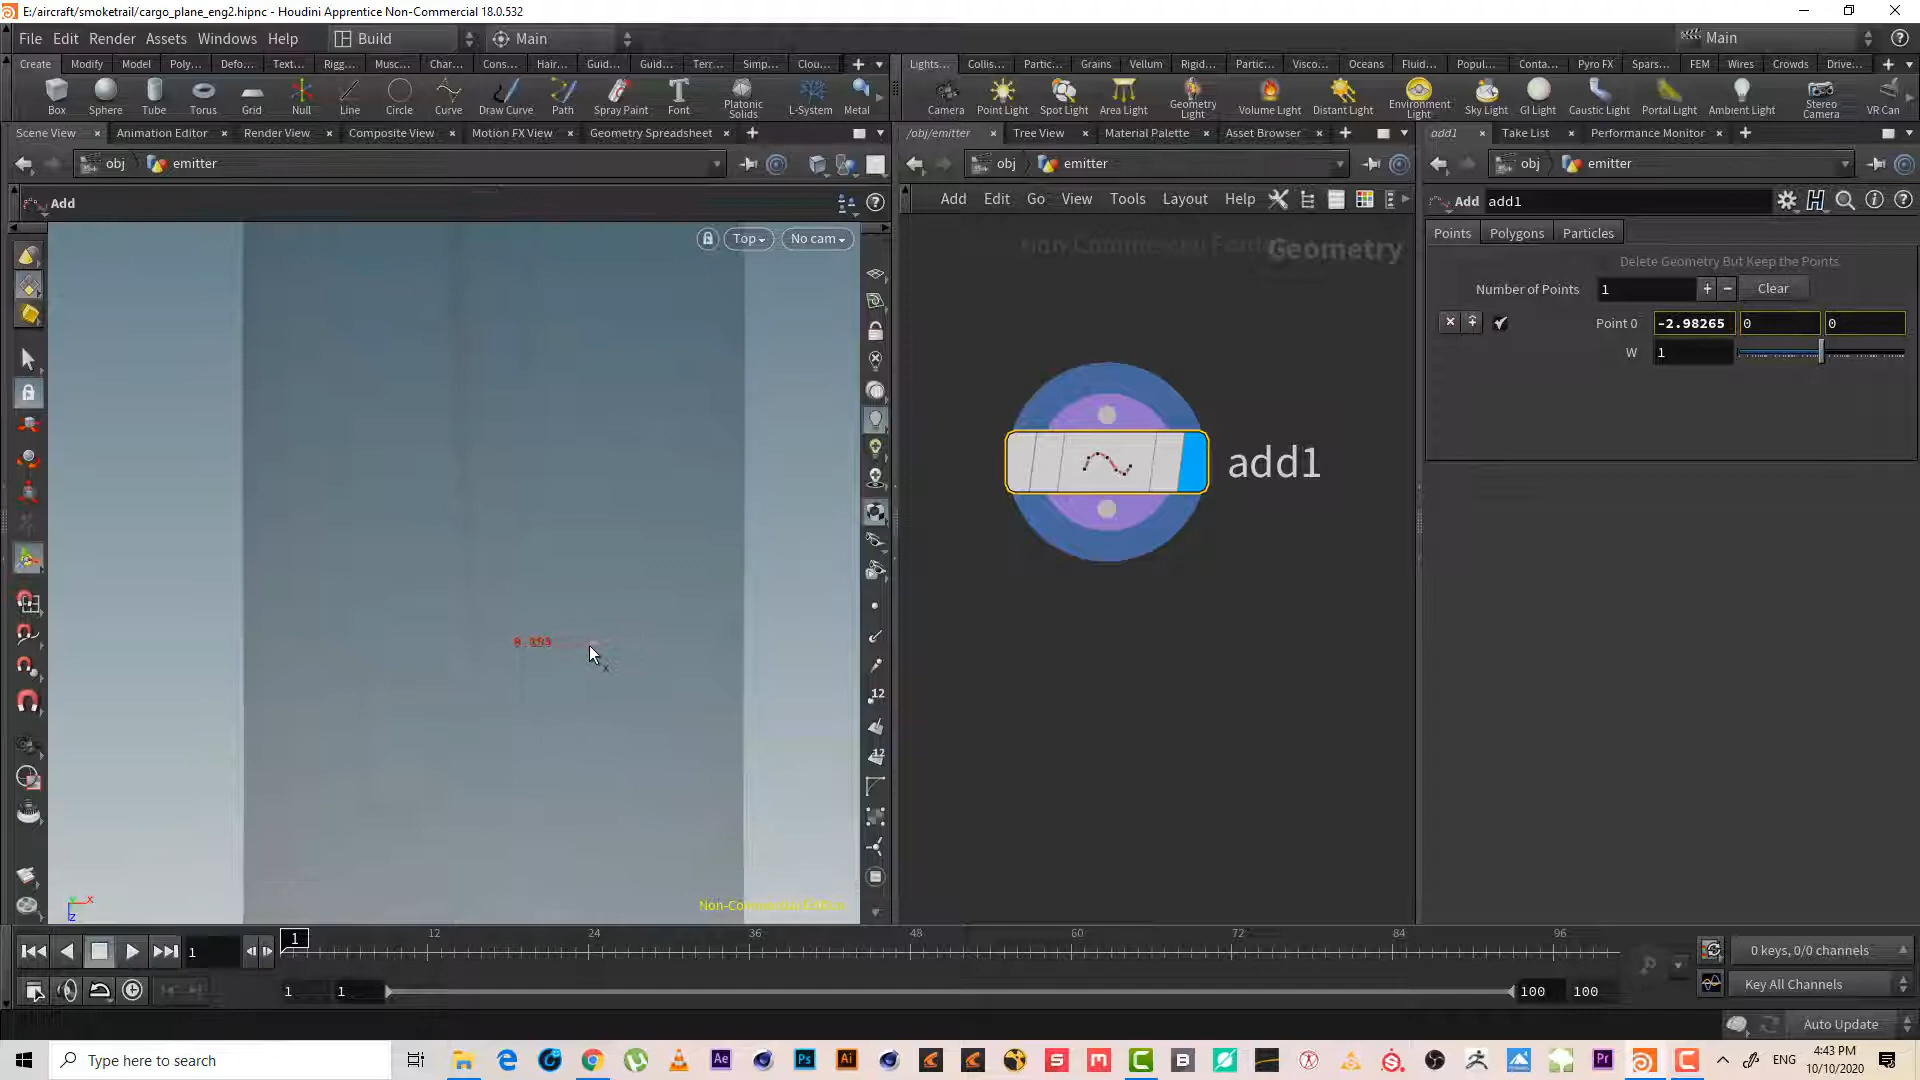 E:/aircraft/smoketrail/cargo_plane_eng2.hipnc - Houdini Apprentice Non-Commercial 18.0.532
File Edit Render Assets Windows Help Build Main Main
Create Modify Model Poly... Defo... Text... Rigg... Musc... Char... Cons... Hair... Guid... Guid... Terr... Simp... Clou...
Lights... Collis... Partic... Grains Vellum Rigid... Partic... Visco... Oceans Fluid... Popul... Conta... Pyro FX Spars... FEM Wires Crowds Drive...
Box Sphere Tube Torus Grid Null Line Circle Curve Draw Curve Path Spray Paint Font Platonic Solids L-System Metal
Camera Point Light Spot Light Area Light Geometry Light Volume Light Distant Light Environment Light Sky Light GI Light Caustic Light Portal Light Ambient Light Stereo Camera VR Can
Scene View Animation Editor Render View Composite View Motion FX View Geometry Spreadsheet
/obj/emitter Tree View Material Palette Asset Browser
add1 Take List Performance Monitor
obj emitter
obj emitter
obj emitter
Add
Add Edit Go View Tools Layout Help
Add add1
Top No cam
Geometry
Points Polygons Particles
Delete Geometry But Keep the Points
Number of Points 1 Clear
Point 0 -2.98265 0 0
W 1
add1
x
12
12
Non-Commercial Edition
x
z
1 1 12 24 36 48 60 72 84 96
0 keys, 0/0 channels
1 1 100 100
Key All Channels
Auto Update
Type here to search
Ae Ps Ai S M C B Pr
ENG
4:43 PM
10/10/2020